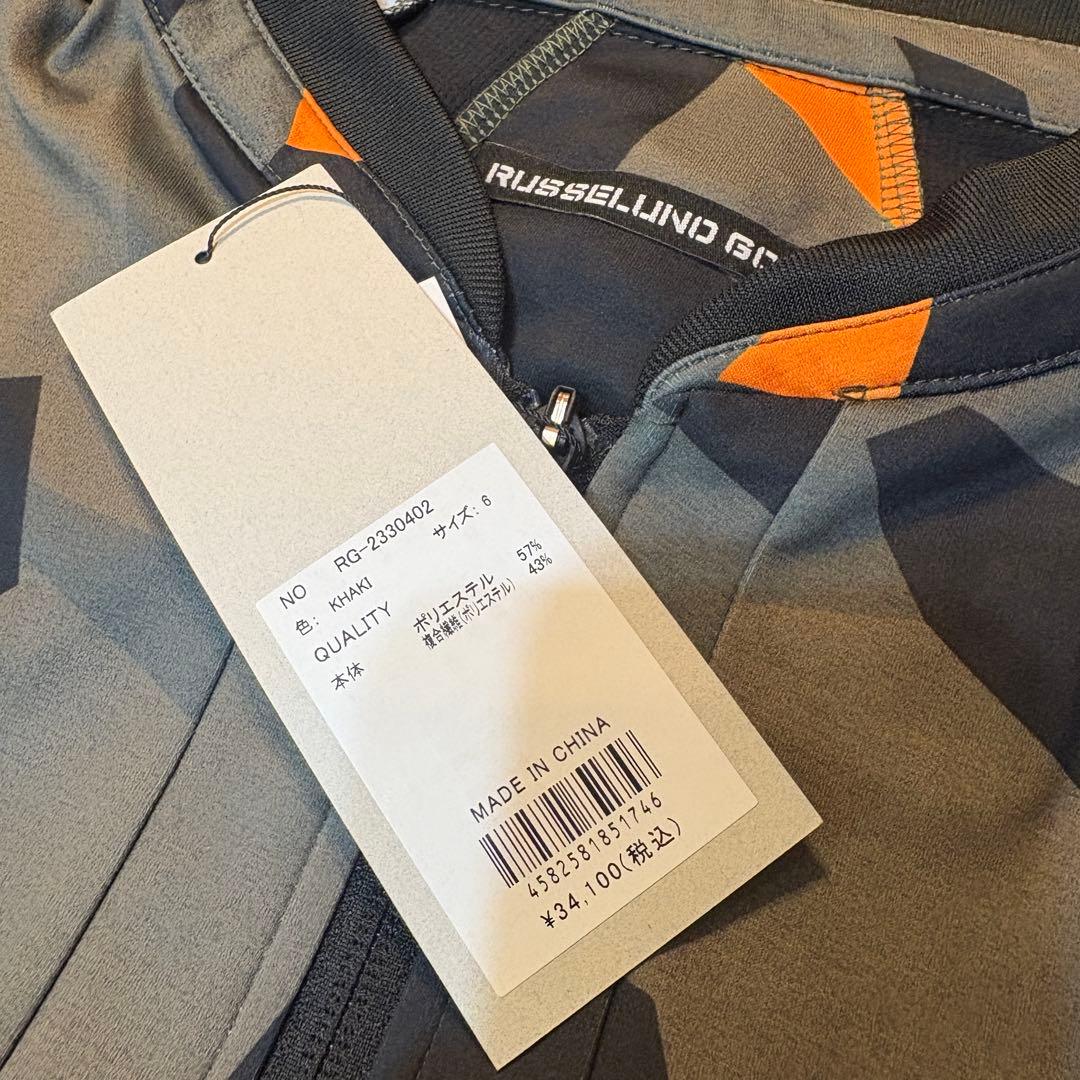 RUSSELUNO GO
NO RG-2330402
色: KHAKI サイズ: 6
QUALITY
本体 ポリエステル 57%
複合繊維(ポリエステル) 43%
MADE IN CHINA
4582581851746
¥34,100(税込)